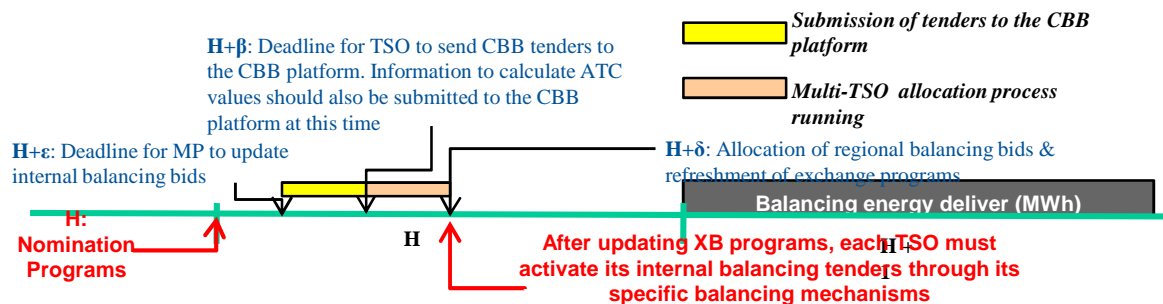 Submission of tenders to the CBB
platform
H+β: Deadline for TSO to send CBB tenders to
the CBB platform. Information to calculate ATC
values should also be submitted to the CBB
platform at this time
Multi-TSO allocation process
running
H+ε: Deadline for MP to update
internal balancing bids
H+δ: Allocation of regional balancing bids &
refreshment of exchange programs
Balancing energy deliver (MWh)
H:
Nomination
Programs
H
H+
1
After updating XB programs, each TSO must
activate its internal balancing tenders through its
specific balancing mechanisms